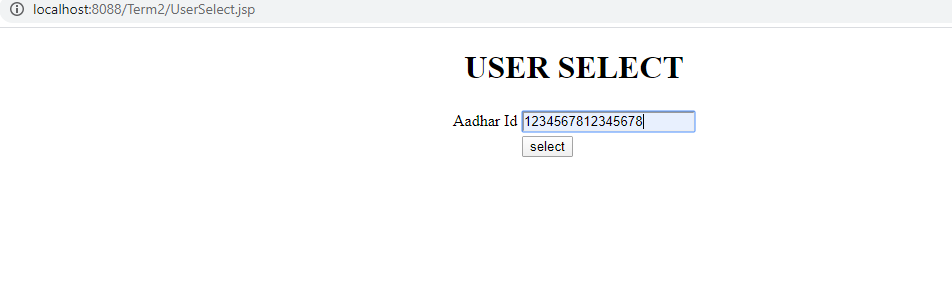 localhost:8088/Term2/UserSelect.jsp
USER SELECT
Aadhar Id 1234567812345678
select